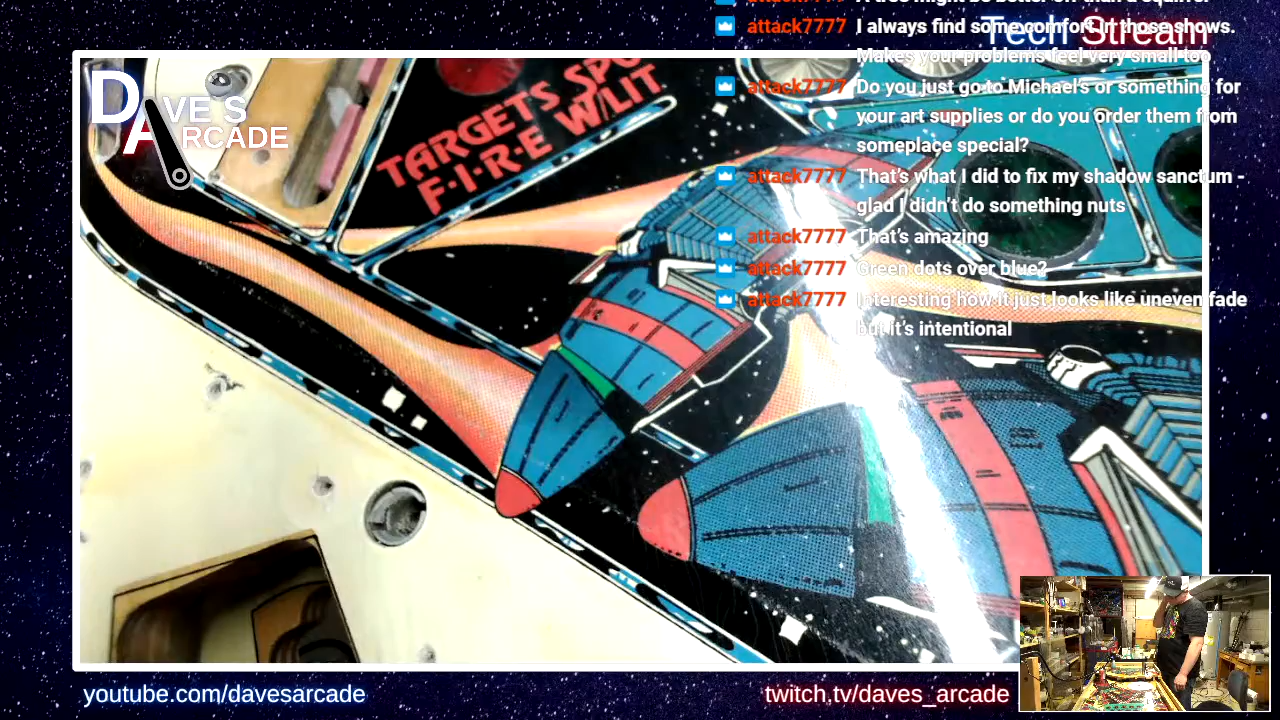 Tech Stream
attack7777 I always find some comfort in those shows.
Makes your problems feel very small too
attack7777 Do you just go to Michael's or something for
your art supplies or do you order them from
someplace special?
attack7777 That's what I did to fix my shadow sanctum -
glad I didn't do something nuts
attack7777 That's amazing
attack7777 Green dots over blue?
attack7777 Interesting how it just looks like uneven fade
but it's intentional
DAVE'S
ARCADE
TARGETS SPO
F·I·R·E W/LIT
youtube.com/davesarcade
twitch.tv/daves_arcade